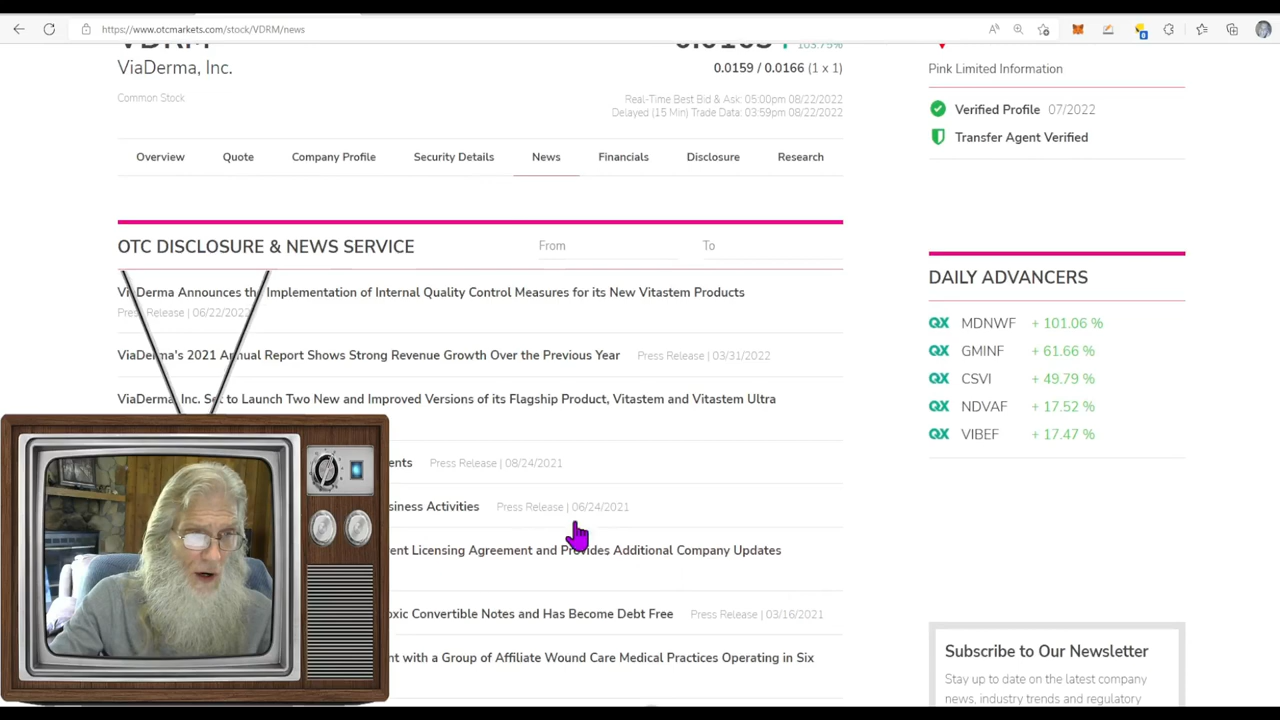 https://www.otcmarkets.com/stock/VDRM/news
VDRM
0.0163 103.75%
ViaDerma, Inc.
0.0159 / 0.0166 (1 x 1)
Common Stock
Real-Time Best Bid & Ask: 05:00pm 08/22/2022
Delayed (15 Min) Trade Data: 03:59pm 08/22/2022
Overview Quote Company Profile Security Details News Financials Disclosure Research
OTC DISCLOSURE & NEWS SERVICE From To
ViaDerma Announces the Implementation of Internal Quality Control Measures for its New Vitastem Products
Press Release | 06/22/2022
ViaDerma's 2021 Annual Report Shows Strong Revenue Growth Over the Previous Year Press Release | 03/31/2022
ViaDerma, Inc. Set to Launch Two New and Improved Versions of its Flagship Product, Vitastem and Vitastem Ultra
ents Press Release | 08/24/2021
siness Activities Press Release | 06/24/2021
ent Licensing Agreement and Provides Additional Company Updates
oxic Convertible Notes and Has Become Debt Free Press Release | 03/16/2021
nt with a Group of Affiliate Wound Care Medical Practices Operating in Six
Pink Limited Information
Verified Profile 07/2022
Transfer Agent Verified
DAILY ADVANCERS
QX MDNWF + 101.06 %
QX GMINF + 61.66 %
QX CSVI + 49.79 %
QX NDVAF + 17.52 %
QX VIBEF + 17.47 %
Subscribe to Our Newsletter
Stay up to date on the latest company
news, industry trends and regulatory